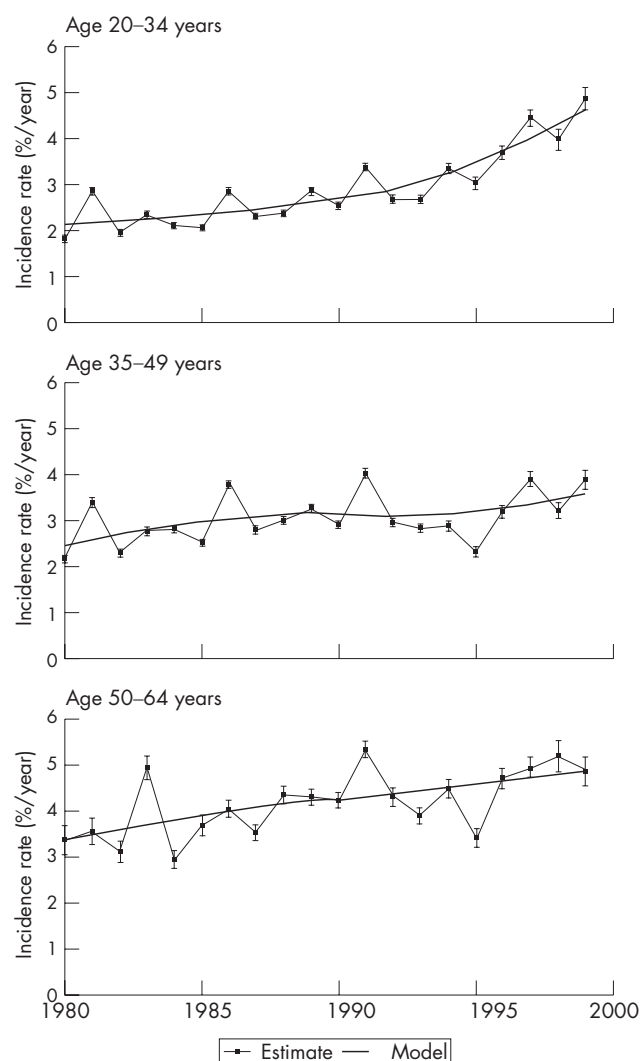 Age 20–34 years
6
5
4
3
2
1
0
Incidence rate (%/year)
Age 35–49 years
6
5
4
3
2
1
0
Incidence rate (%/year)
Age 50–64 years
6
5
4
3
2
1
0
Incidence rate (%/year)
1980 1985 1990 1995 2000
Estimate Model